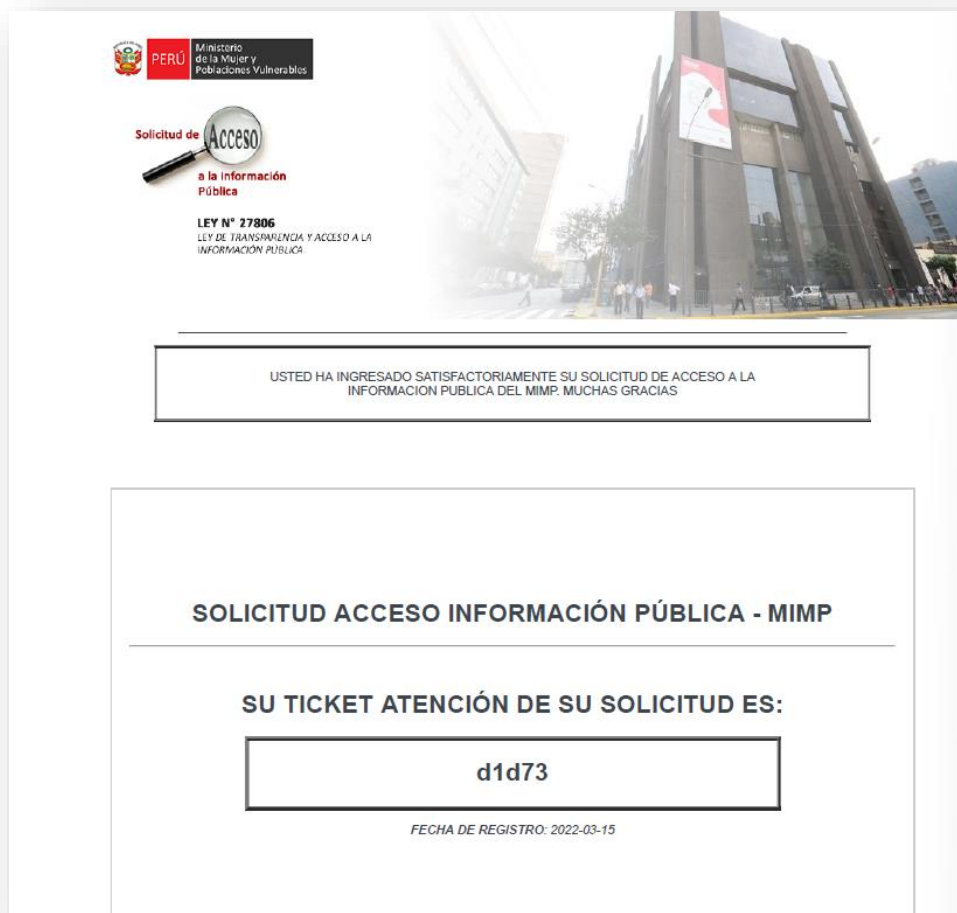 PERÚ
Ministerio
de la Mujer y
Poblaciones Vulnerables
Solicitud de Acceso
a la información
Pública
LEY N° 27806
LEY DE TRANSPARENCIA Y ACCESO A LA
INFORMACIÓN PÚBLICA
USTED HA INGRESADO SATISFACTORIAMENTE SU SOLICITUD DE ACCESO A LA
INFORMACION PUBLICA DEL MIMP. MUCHAS GRACIAS
SOLICITUD ACCESO INFORMACIÓN PÚBLICA - MIMP
SU TICKET ATENCIÓN DE SU SOLICITUD ES:
d1d73
FECHA DE REGISTRO: 2022-03-15